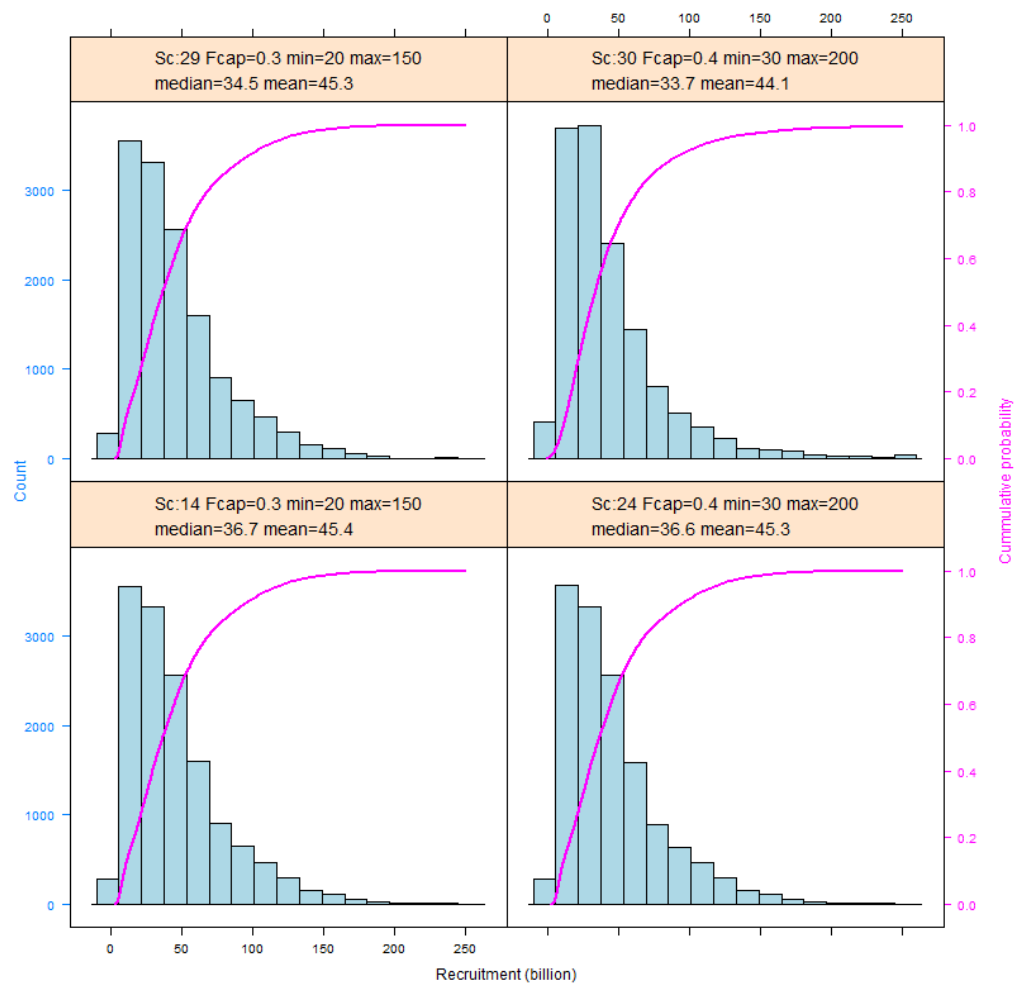 0 50 100 150 200 250
Sc:29 Fcap=0.3 min=20 max=150
median=34.5 mean=45.3
Sc:30 Fcap=0.4 min=30 max=200
median=33.7 mean=44.1
3000
2000
1000
0
1.0
0.8
0.6
0.4
0.2
0.0
Count
Cummulative probability
Sc:14 Fcap=0.3 min=20 max=150
median=36.7 mean=45.4
Sc:24 Fcap=0.4 min=30 max=200
median=36.6 mean=45.3
3000
2000
1000
0
1.0
0.8
0.6
0.4
0.2
0.0
0 50 100 150 200 250
Recruitment (billion)